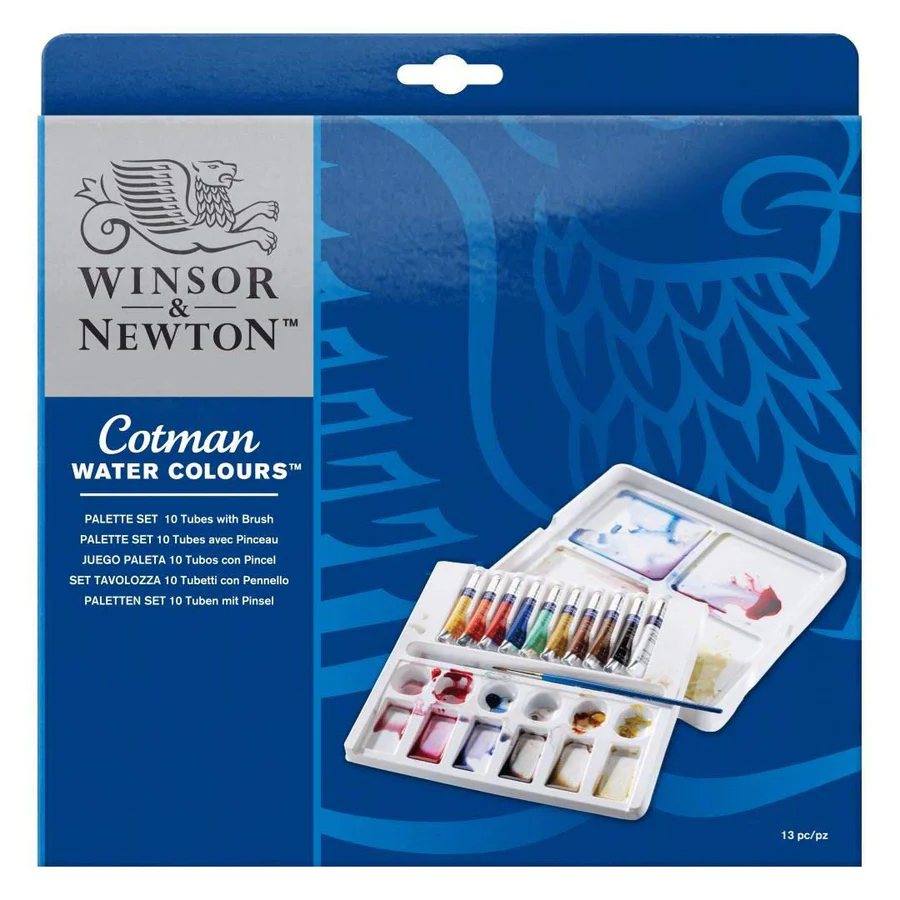 WINSOR
&
NEWTON™
Cotman
WATER COLOURS™
PALETTE SET 10 Tubes with Brush
PALETTE SET 10 Tubes avec Pinceau
JUEGO PALETA 10 Tubos con Pincel
SET TAVOLOZZA 10 Tubetti con Pennello
PALETTEN SET 10 Tuben mit Pinsel
13 pc/pz